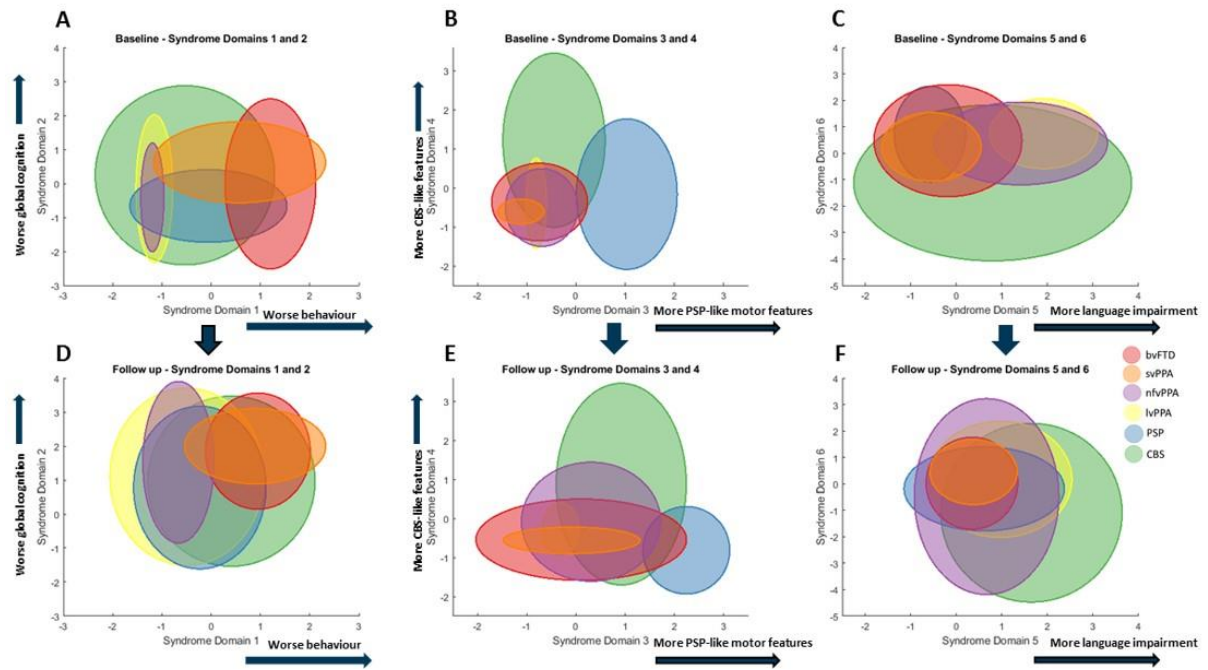 A
Baseline - Syndrome Domains 1 and 2
Worse global cognition
Syndrome Domain 2
4
3
2
1
0
-1
-2
-3
-3
-2
-1
0
1
2
3
Syndrome Domain 1
Worse behaviour
B
Baseline - Syndrome Domains 3 and 4
More CBS-like features
Syndrome Domain 4
3
2
1
0
-1
-2
-2
-1
0
1
2
3
Syndrome Domain 3
More PSP-like motor features
C
Baseline - Syndrome Domains 5 and 6
Syndrome Domain 6
4
3
2
1
0
-1
-2
-3
-4
-5
-2
-1
0
1
2
3
4
Syndrome Domain 5
More language impairment
D
Follow up - Syndrome Domains 1 and 2
Worse global cognition
Syndrome Domain 2
4
3
2
1
0
-1
-2
-3
-3
-2
-1
0
1
2
3
Syndrome Domain 1
Worse behaviour
E
Follow up - Syndrome Domains 3 and 4
More CBS-like features
Syndrome Domain 4
3
2
1
0
-1
-2
-2
-1
0
1
2
3
Syndrome Domain 3
More PSP-like motor features
F
Follow up - Syndrome Domains 5 and 6
Syndrome Domain 6
4
3
2
1
0
-1
-2
-3
-4
-5
-2
-1
0
1
2
3
4
Syndrome Domain 5
More language impairment
bvFTD
svPPA
nfvPPA
lvPPA
PSP
CBS